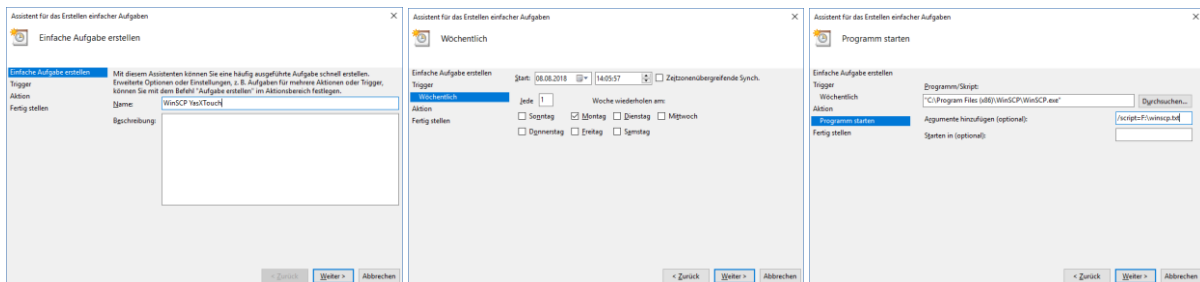 Assistent für das Erstellen einfacher Aufgaben
Einfache Aufgabe erstellen
Einfache Aufgabe erstellen
Trigger
Aktion
Fertig stellen
Mit diesem Assistenten können Sie eine häufig ausgeführte Aufgabe schnell erstellen.
Erweiterte Optionen oder Einstellungen, z. B. Aufgaben für mehrere Aktionen oder Trigger,
können Sie mit dem Befehl "Aufgabe erstellen" im Aktionsbereich festlegen.
Name: WinSCP YesXTouch
Beschreibung:
< Zurück Weiter > Abbrechen
Assistent für das Erstellen einfacher Aufgaben
Wöchentlich
Einfache Aufgabe erstellen
Trigger
Wöchentlich
Aktion
Fertig stellen
Start: 08.08.2018 14:05:57 Zeitzonenübergreifende Synch.
Jede 1 Woche wiederholen am:
Sonntag Montag Dienstag Mittwoch
Donnerstag Freitag Samstag
< Zurück Weiter > Abbrechen
Assistent für das Erstellen einfacher Aufgaben
Programm starten
Einfache Aufgabe erstellen
Trigger
Wöchentlich
Aktion
Programm starten
Fertig stellen
Programm/Skript:
"C:\Program Files (x86)\WinSCP\WinSCP.exe" Durchsuchen...
Argumente hinzufügen (optional): /script=F:\winscp.txt
Starten in (optional):
< Zurück Weiter > Abbrechen